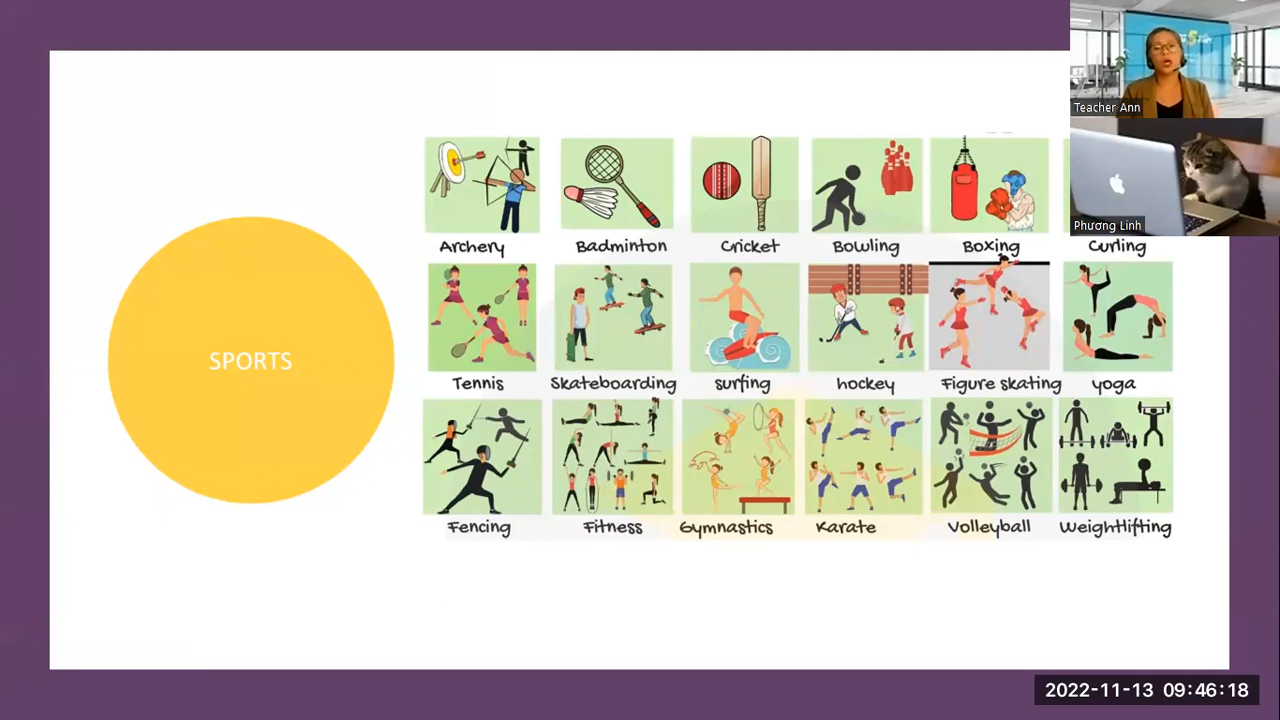 Teacher Ann
Phương Linh
SPORTS
Archery Badminton Cricket Bowling Boxing Curling
Tennis Skateboarding surfing hockey Figure skating yoga
Fencing Fitness Gymnastics Karate Volleyball Weightlifting
2022-11-13 09:46:18